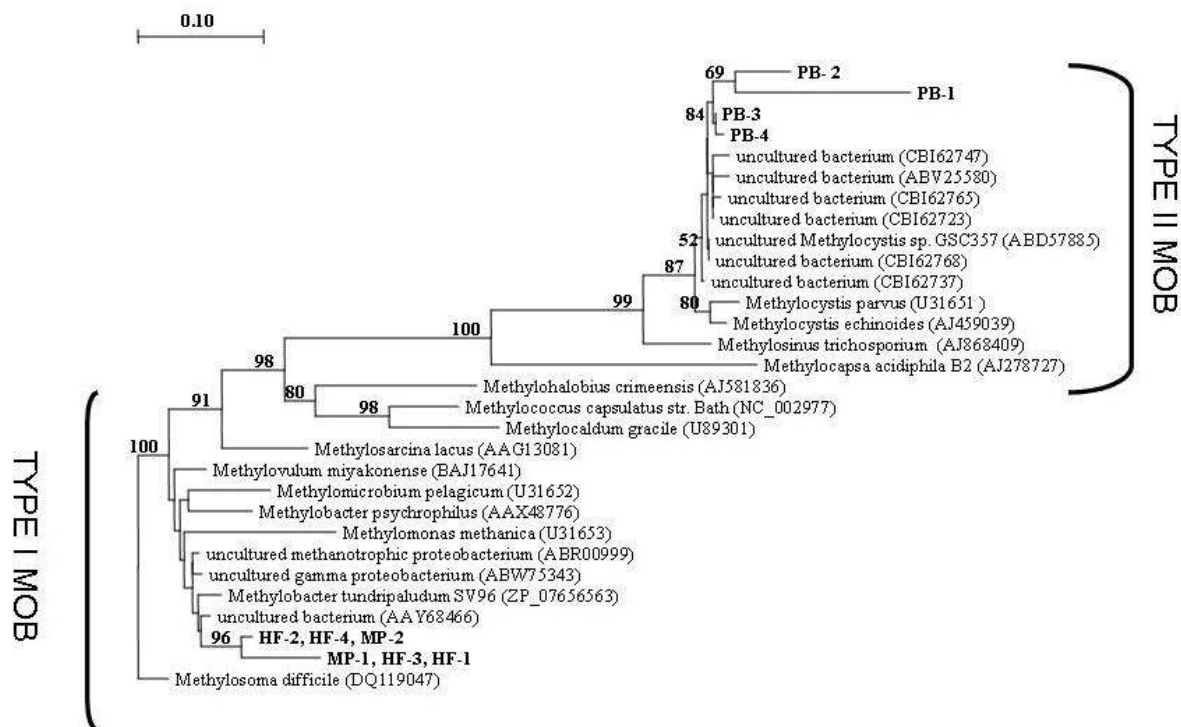 0.10
69
PB- 2
PB-1
84
PB-3
PB-4
uncultured bacterium (CBI62747)
uncultured bacterium (ABV25580)
uncultured bacterium (CBI62765)
uncultured bacterium (CBI62723)
52
uncultured Methylocystis sp. GSC357 (ABD57885)
uncultured bacterium (CBI62768)
87
uncultured bacterium (CBI62737)
80
Methylocystis parvus (U31651 )
99
Methylocystis echinoides (AJ459039)
100
Methylosinus trichosporium (AJ868409)
98
Methylocapsa acidiphila B2 (AJ278727)
80
Methylohalobius crimeensis (AJ581836)
91
98
Methylococcus capsulatus str. Bath (NC_002977)
Methylocaldum gracile (U89301)
100
Methylosarcina lacus (AAG13081)
Methylovulum miyakonense (BAJ17641)
Methylomicrobium pelagicum (U31652)
Methylobacter psychrophilus (AAX48776)
Methylomonas methanica (U31653)
uncultured methanotrophic proteobacterium (ABR00999)
uncultured gamma proteobacterium (ABW75343)
Methylobacter tundripaludum SV96 (ZP_07656563)
uncultured bacterium (AAY68466)
96
HF-2, HF-4, MP-2
MP-1, HF-3, HF-1
Methylosoma difficile (DQ119047)
TYPE I MOB
TYPE II MOB